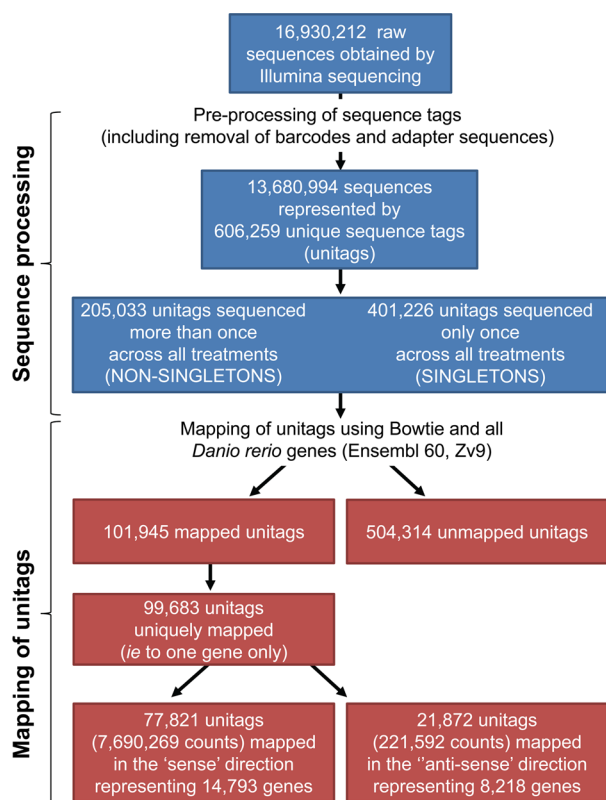 16,930,212 raw
sequences obtained by
Illumina sequencing
Pre-processing of sequence tags
(including removal of barcodes and adapter sequences)
13,680,994 sequences
represented by
606,259 unique sequence tags
(unitags)
205,033 unitags sequenced
more than once
across all treatments
(NON-SINGLETONS)
401,226 unitags sequenced
only once
across all treatments
(SINGLETONS)
Sequence processing
Mapping of unitags using Bowtie and all
Danio rerio genes (Ensembl 60, Zv9)
101,945 mapped unitags
504,314 unmapped unitags
99,683 unitags
uniquely mapped
(ie to one gene only)
77,821 unitags
(7,690,269 counts) mapped
in the ‘sense’ direction
representing 14,793 genes
21,872 unitags
(221,592 counts) mapped
in the ‘’anti-sense’ direction
representing 8,218 genes
Mapping of unitags